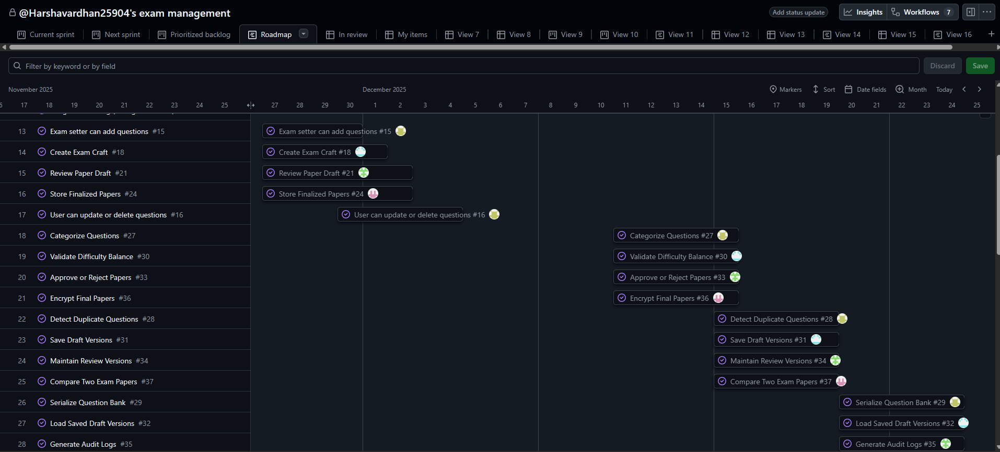 @Harshavardhan25904's exam management
Add status update
Insights
Workflows 7
Current sprint
Next sprint
Prioritized backlog
Roadmap
In review
My items
View 7
View 8
View 9
View 10
View 11
View 12
View 13
View 14
View 15
View 16
Filter by keyword or by field
Discard
Save
November 2025
December 2025
Markers
Sort
Date fields
Month
Today
17 18 19 20 21 22 23 24 25 27 28 29 30 1 2 3 4 5 6 7 8 9 10 11 12 13 14 15 16 17 18 19 20 21 22 23 24 25
13 Exam setter can add questions #15
Exam setter can add questions #15
14 Create Exam Craft #18
Create Exam Craft #18
15 Review Paper Draft #21
Review Paper Draft #21
16 Store Finalized Papers #24
Store Finalized Papers #24
17 User can update or delete questions #16
User can update or delete questions #16
18 Categorize Questions #27
Categorize Questions #27
19 Validate Difficulty Balance #30
Validate Difficulty Balance #30
20 Approve or Reject Papers #33
Approve or Reject Papers #33
21 Encrypt Final Papers #36
Encrypt Final Papers #36
22 Detect Duplicate Questions #28
Detect Duplicate Questions #28
23 Save Draft Versions #31
Save Draft Versions #31
24 Maintain Review Versions #34
Maintain Review Versions #34
25 Compare Two Exam Papers #37
Compare Two Exam Papers #37
26 Serialize Question Bank #29
Serialize Question Bank #29
27 Load Saved Draft Versions #32
Load Saved Draft Versions #32
28 Generate Audit Logs #35
Generate Audit Logs #35